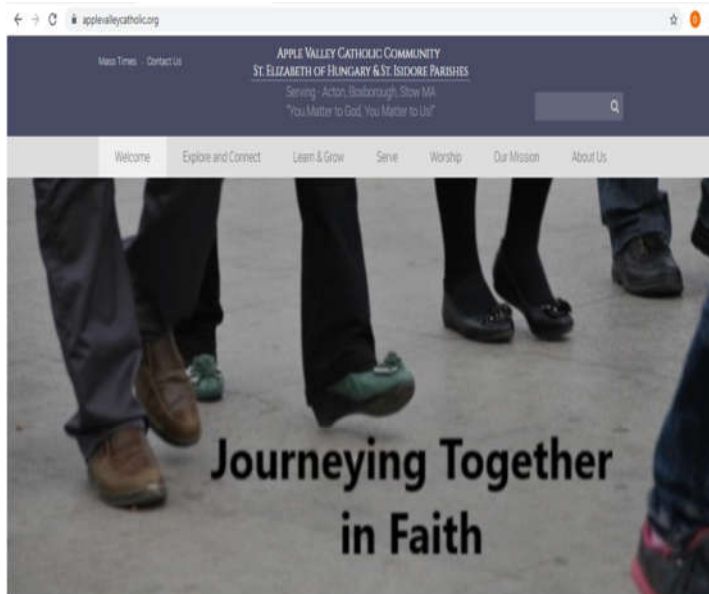 applevalleycatholic.org
Mass Times Contact Us
APPLE VALLEY CATHOLIC COMMUNITY
ST. ELIZABETH OF HUNGARY & ST. ISIDORE PARISHES
Serving - Acton, Boxborough, Stow MA
"You Matter to God, You Matter to Us!"
Welcome Explore and Connect Learn & Grow Serve Worship Our Mission About Us
Journeying Together
in Faith